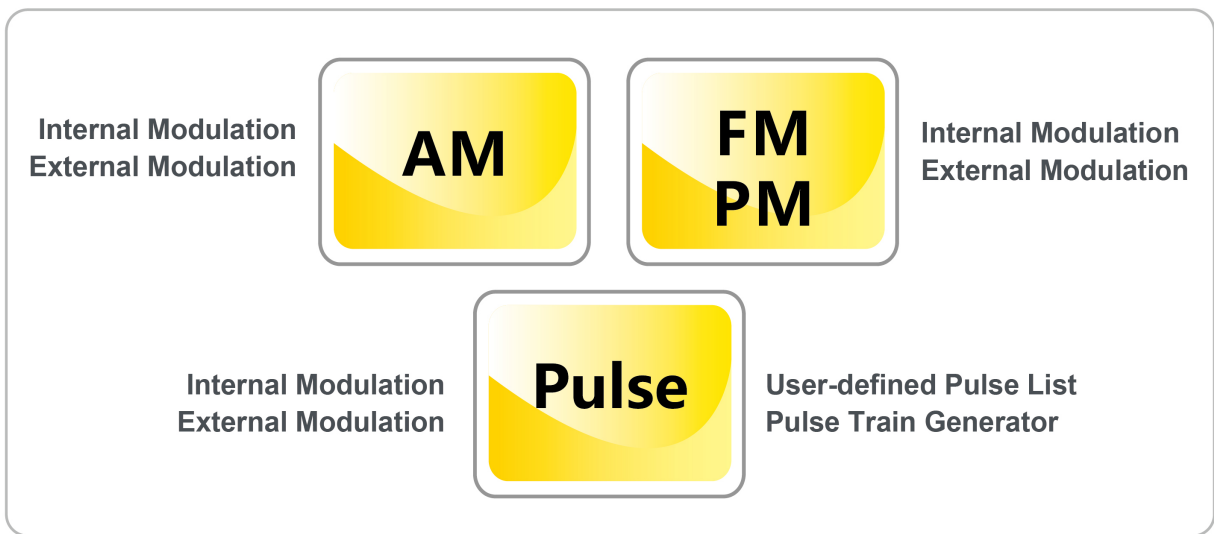 Internal Modulation
External Modulation
AM
FM
PM
Internal Modulation
External Modulation
Internal Modulation
External Modulation
Pulse
User-defined Pulse List
Pulse Train Generator